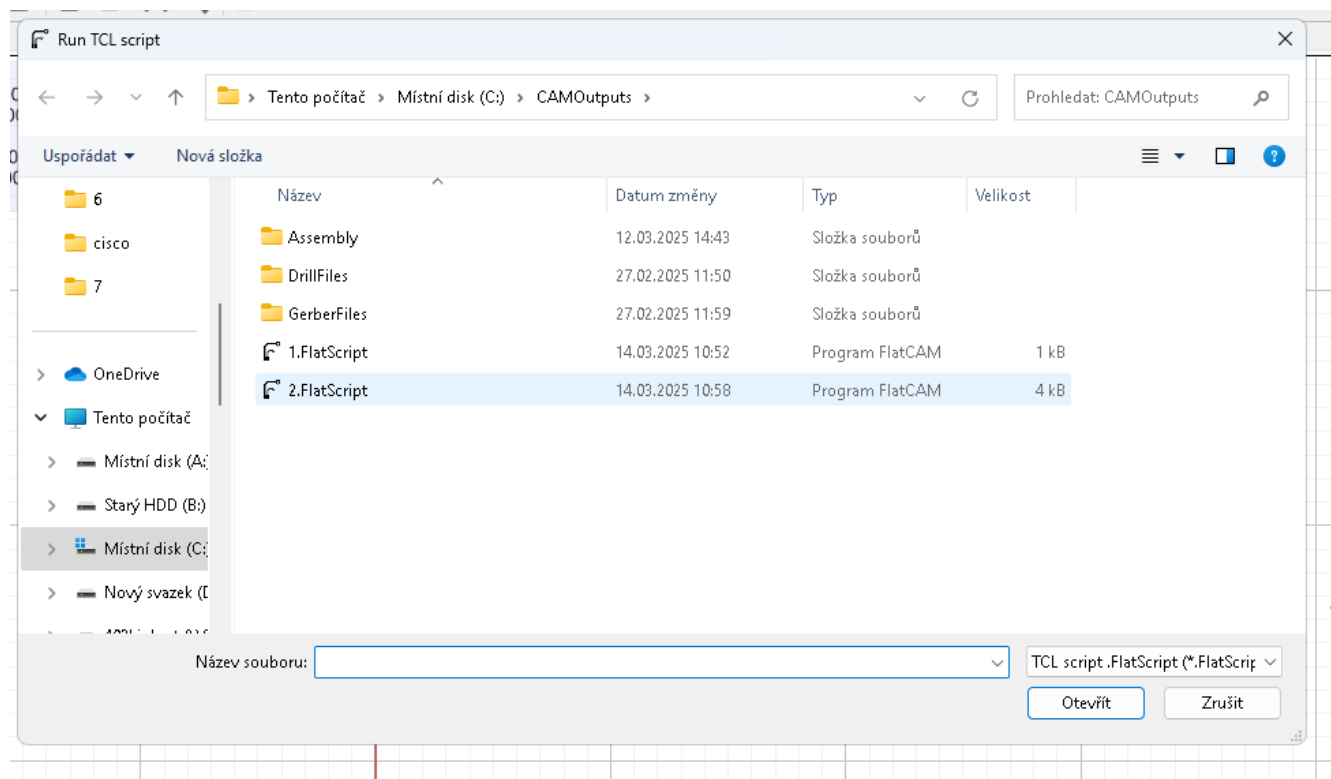 Run TCL script
Tento počítač > Místní disk (C:) > CAMOutputs >
Prohledat: CAMOutputs
Uspořádat
Nová složka
6
cisco
7
OneDrive
Tento počítač
Místní disk (A:
Starý HDD (B:)
Místní disk (C:
Nový svazek (D
Název Datum změny Typ Velikost
Assembly 12.03.2025 14:43 Složka souborů
DrillFiles 27.02.2025 11:50 Složka souborů
GerberFiles 27.02.2025 11:59 Složka souborů
1.FlatScript 14.03.2025 10:52 Program FlatCAM 1 kB
2.FlatScript 14.03.2025 10:58 Program FlatCAM 4 kB
Název souboru:
TCL script .FlatScript (*.FlatScrip
Otevřít Zrušit